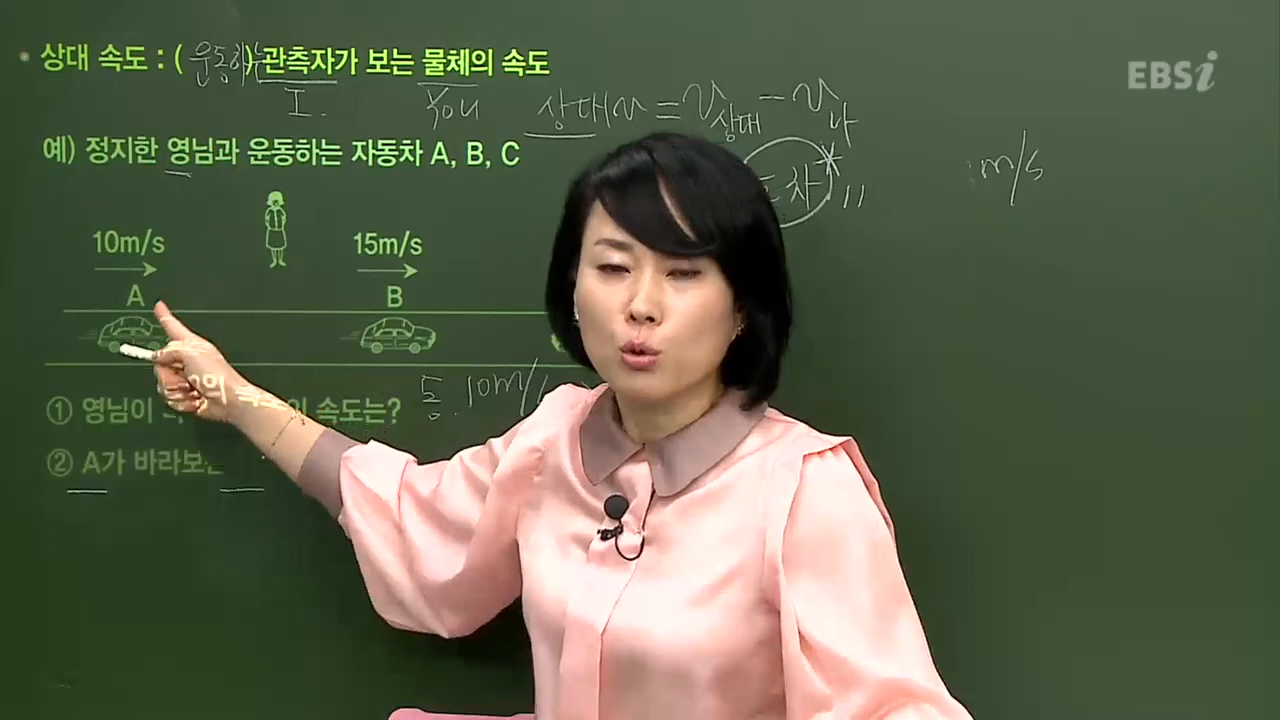 상대 속도 : ( 운동하는 ) 관측자가 보는 물체의 속도
I. You 상대v = v상대 - v나
차 〃
m/s
예) 정지한 영님과 운동하는 자동차 A, B, C
10m/s 15m/s
A B
① 영님이 의 속도는? 동. 10m/
② A가 바라보는
EBSi